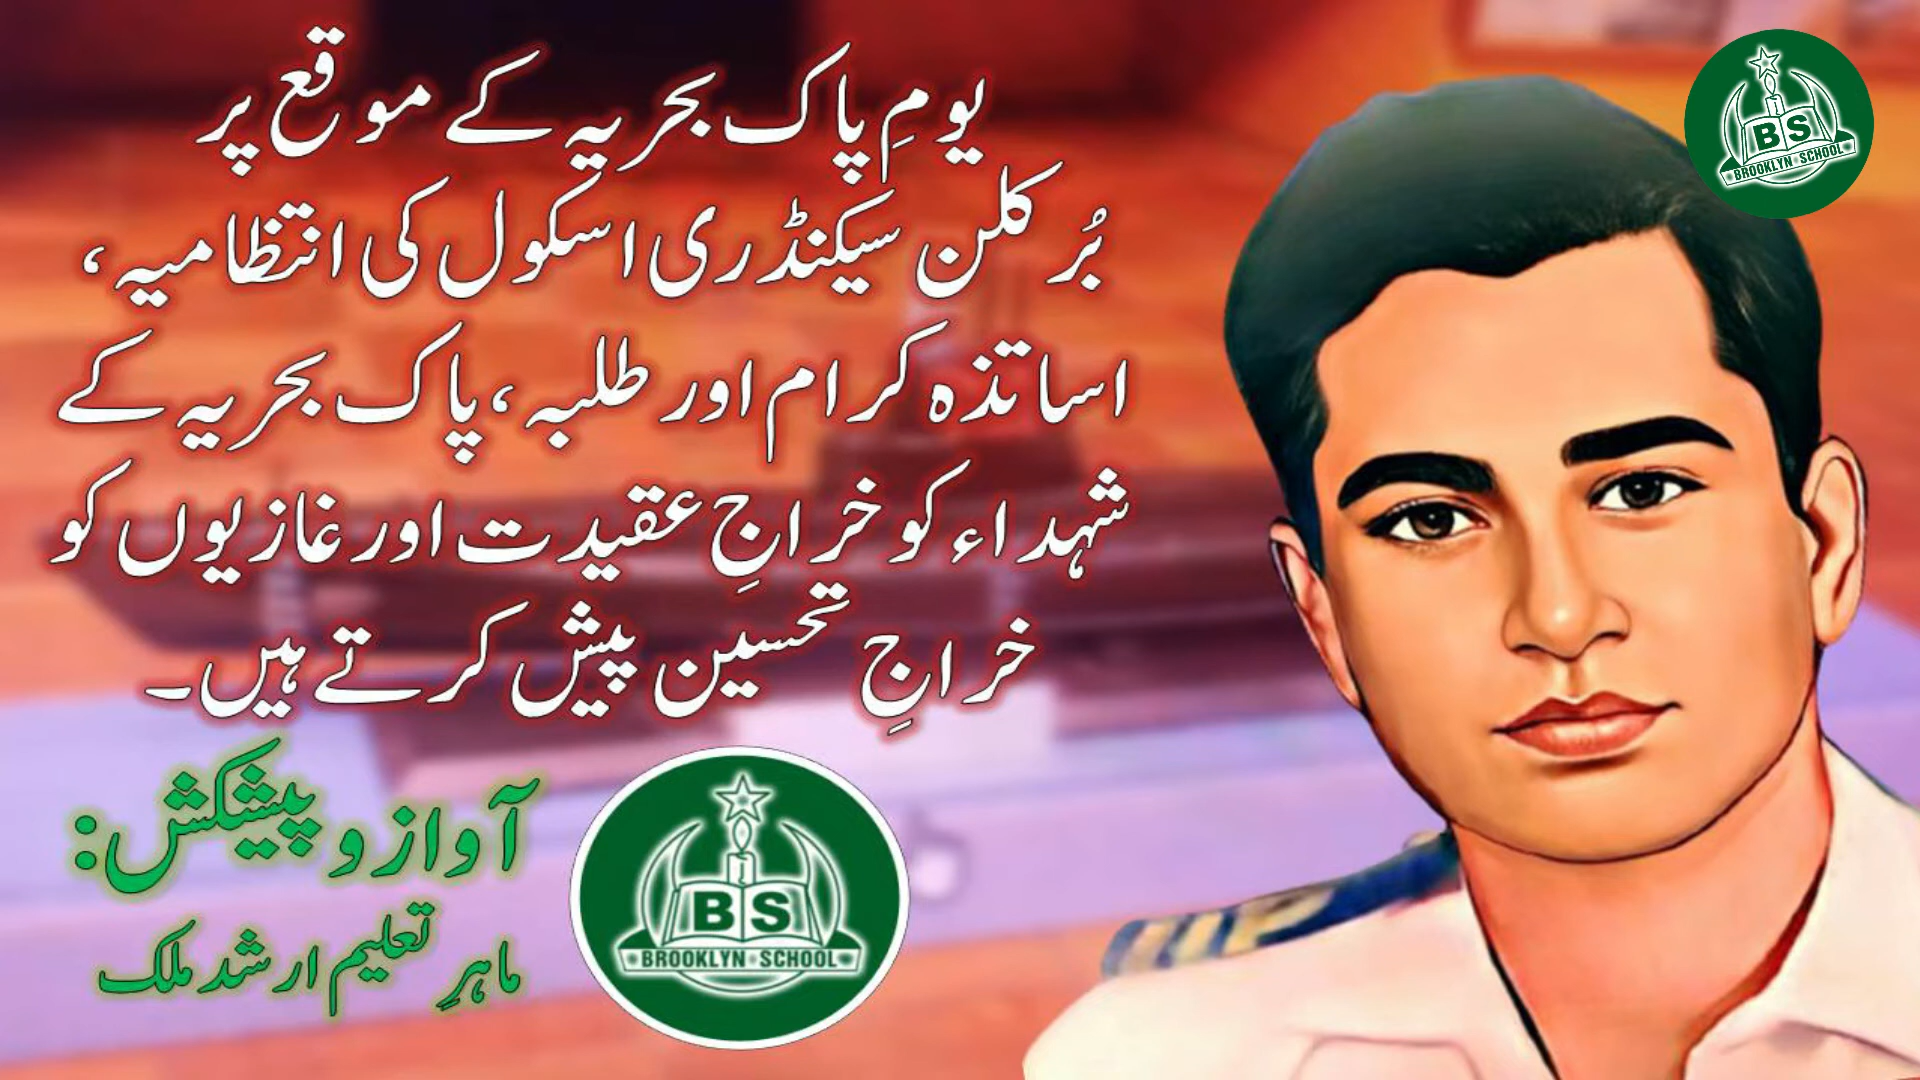 یومِ پاک بحریہ کے موقع پر
بُرکلن سیکنڈری اسکول کی انتظامیہ،
اساتذہ کرام اور طلبہ، پاک بحریہ کے
شہداء کو خراجِ عقیدت اور غازیوں کو
خراجِ تحسین پیش کرتے ہیں۔
آواز و پیشکش:
ماہرِ تعلیم ارشد ملک
BS
BROOKLYN SCHOOL
BS
BROOKLYN SCHOOL